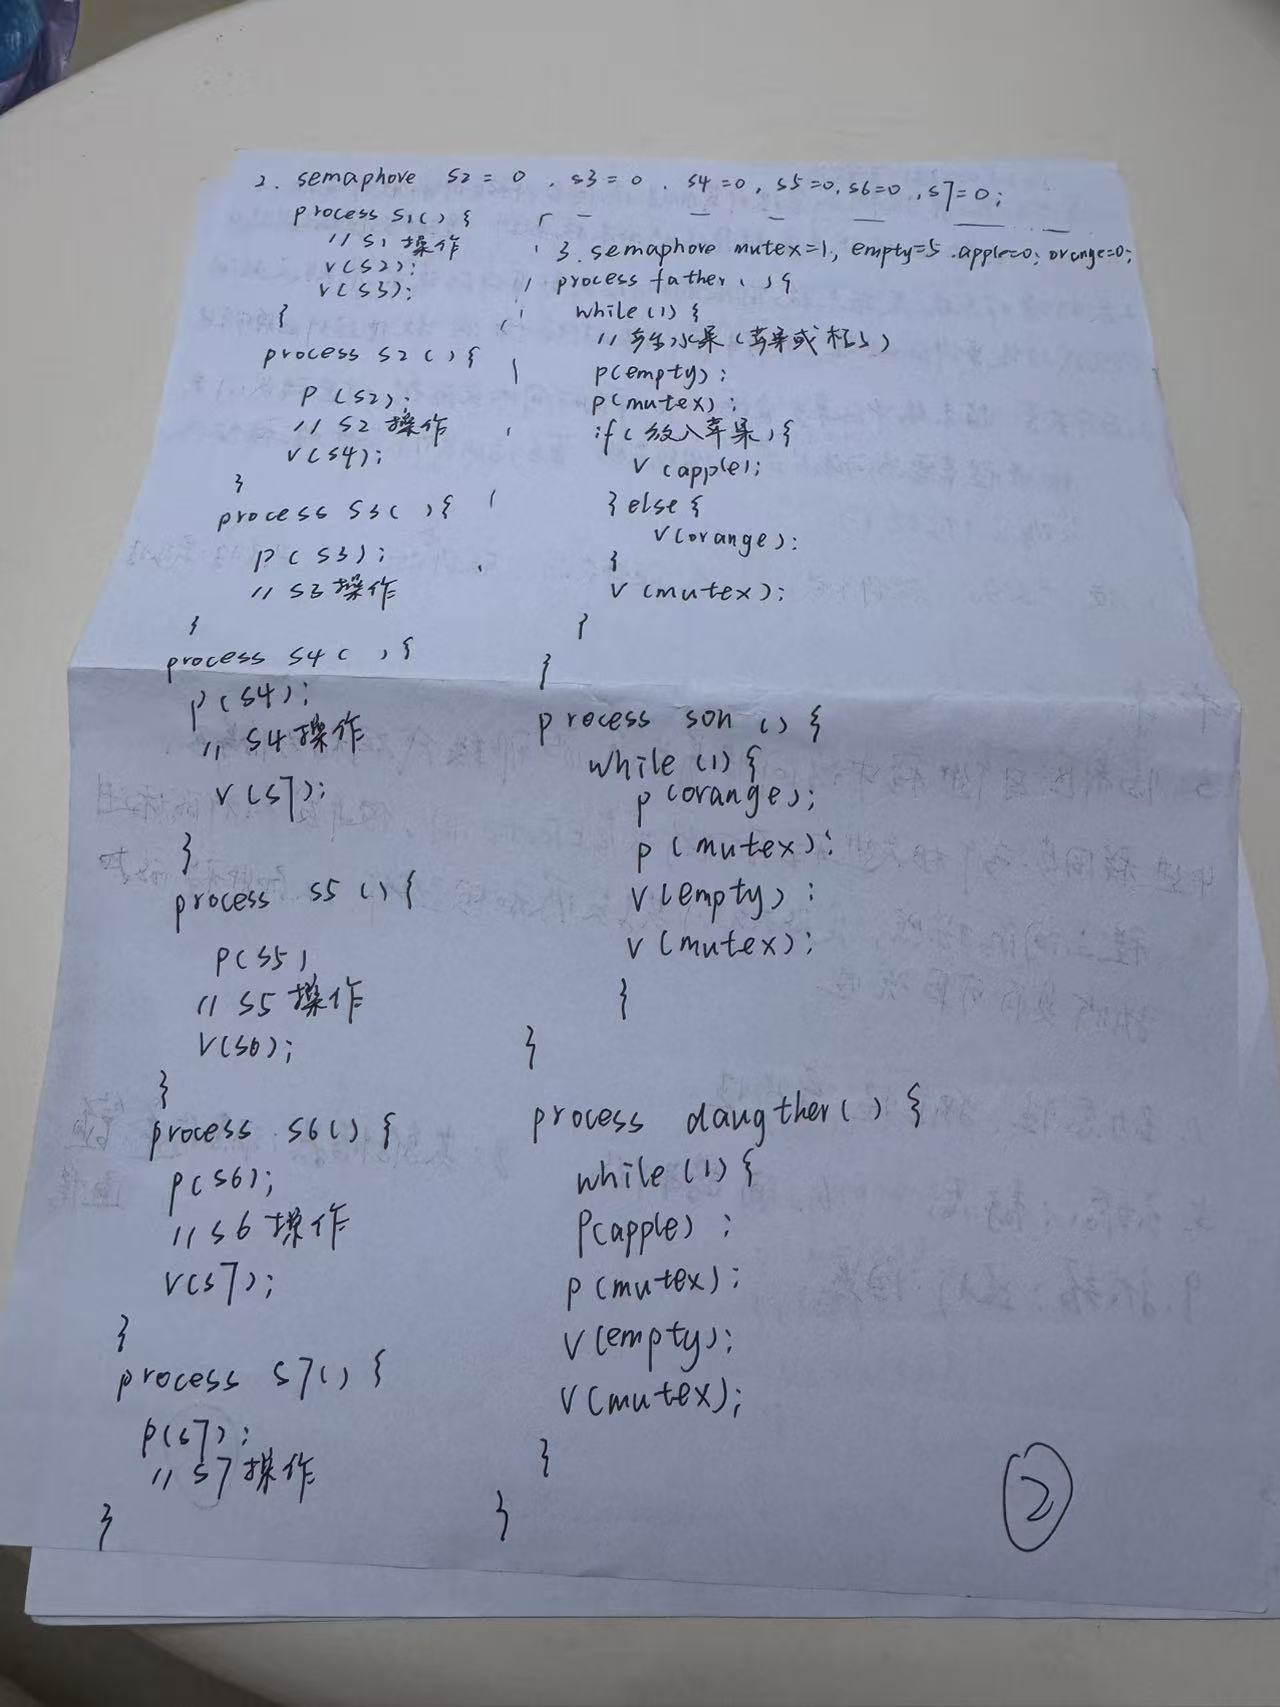 2. semaphove s2 = 0 , s3 = 0 , s4 = 0, s5=0, s6=0 , s7=0;
process s1() {
// s1 操作
v(s2);
v(s3);
}
process s2 () {
p (s2);
// s2 操作
v(s4);
}
process s3( ) {
p ( s3);
// s3 操作
}
process s4( ) {
p(s4);
// s4 操作
v(s7);
}
process s5 () {
p(s5)
// s5 操作
v(s6);
}
process s6() {
p(s6);
// s6 操作
v(s7);
}
process s7() {
p(s7);
// s7 操作
}
3. semaphove mutex=1, empty=5 .apple=0; orange=0;
process father ( ) {
while(1) {
// 水果 (苹果或 )
p(empty);
p(mutex);
if( 放入苹果) {
v (apple);
} else {
v(orange);
}
v (mutex);
}
}
process son () {
while (1) {
p(orange);
p (mutex);
v(empty) ;
v (mutex);
}
}
process daugther() {
while (1) {
p(apple) ;
p(mutex);
v(empty);
v(mutex);
}
}
2